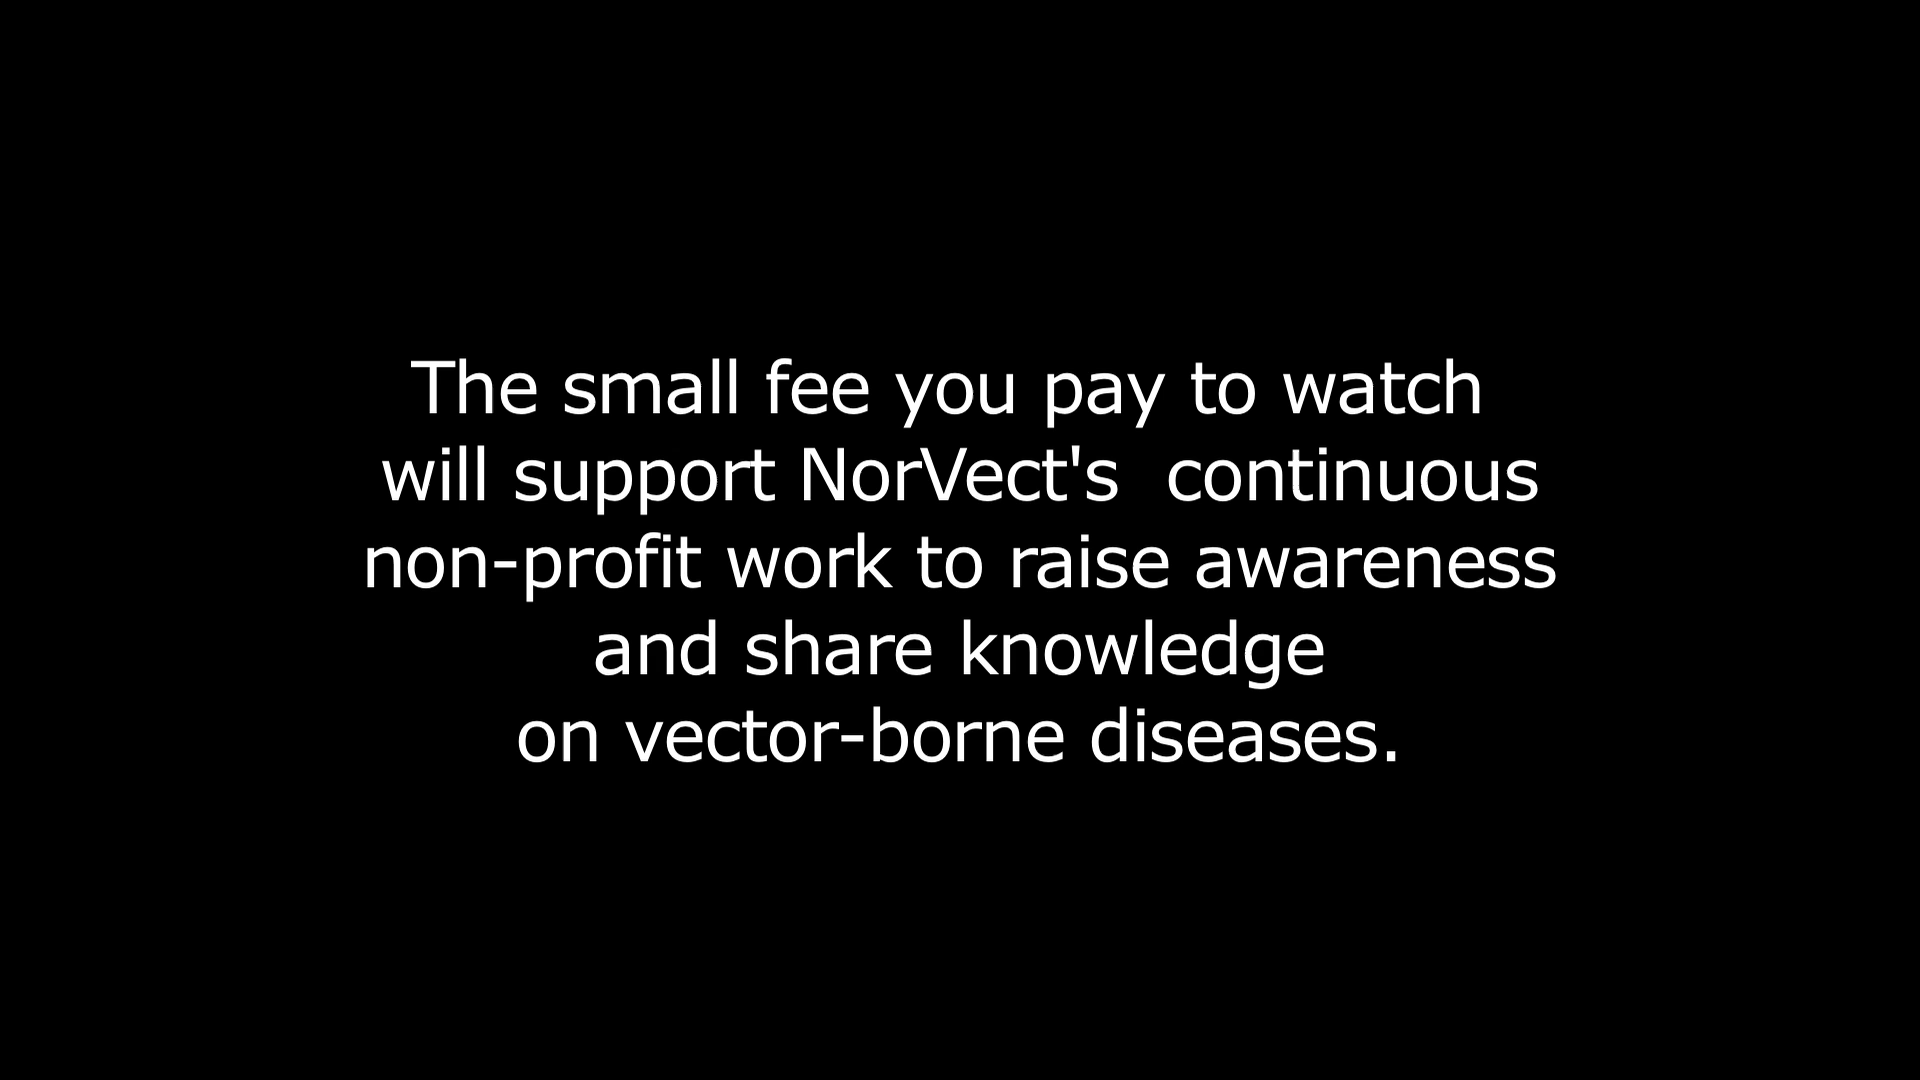 The small fee you pay to watch
will support NorVect's  continuous
non-profit work to raise awareness
and share knowledge
on vector-borne diseases.